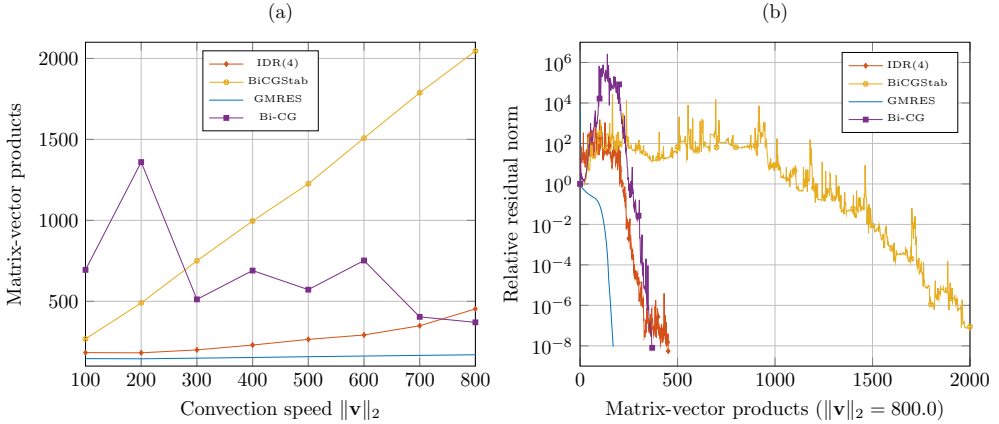 (a)
Matrix-vector products
2000
1500
1000
500
IDR(4)
BiCGStab
GMRES
Bi-CG
100 200 300 400 500 600 700 800
Convection speed ‖v‖₂
(b)
Relative residual norm
10⁶
10⁴
10²
10⁰
10⁻²
10⁻⁴
10⁻⁶
10⁻⁸
IDR(4)
BiCGStab
GMRES
Bi-CG
0 500 1000 1500 2000
Matrix-vector products (‖v‖₂ = 800.0)